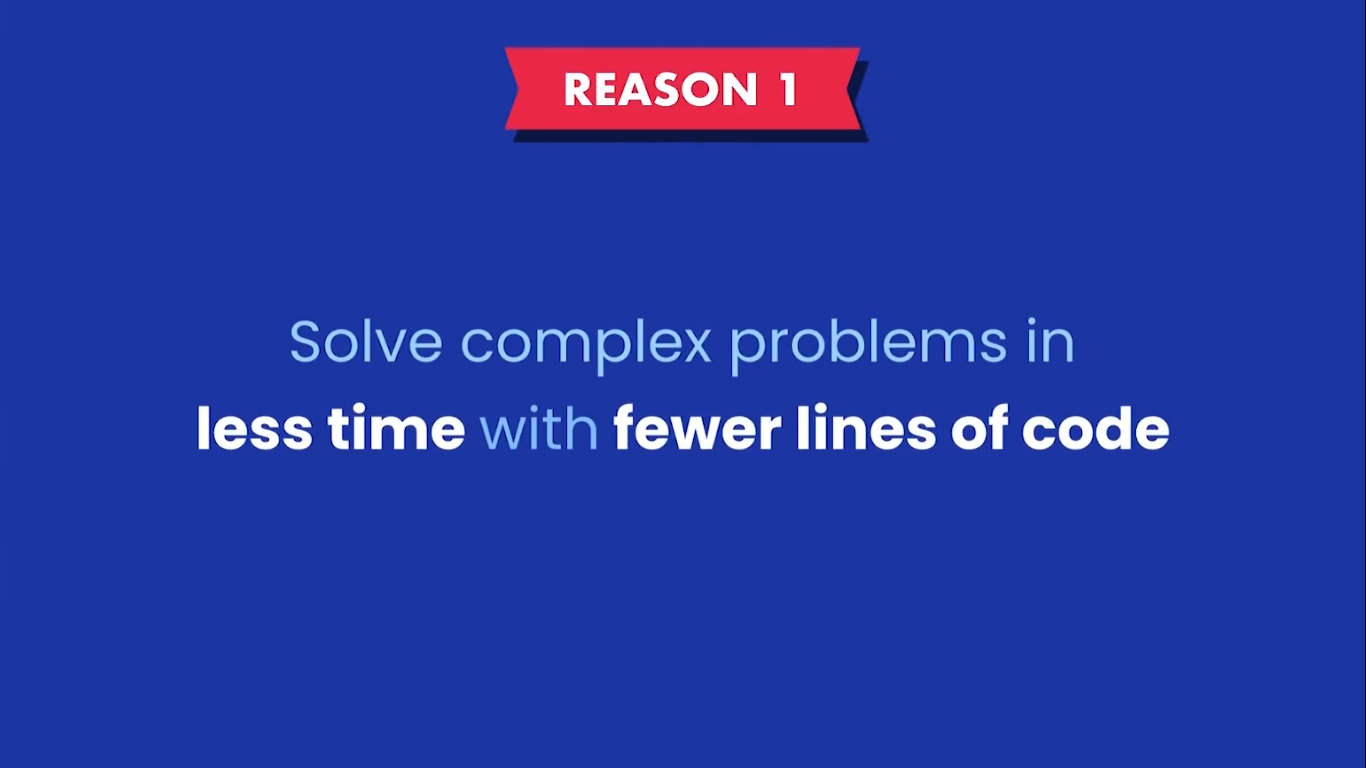 REASON 1
Solve complex problems in
less time with fewer lines of code